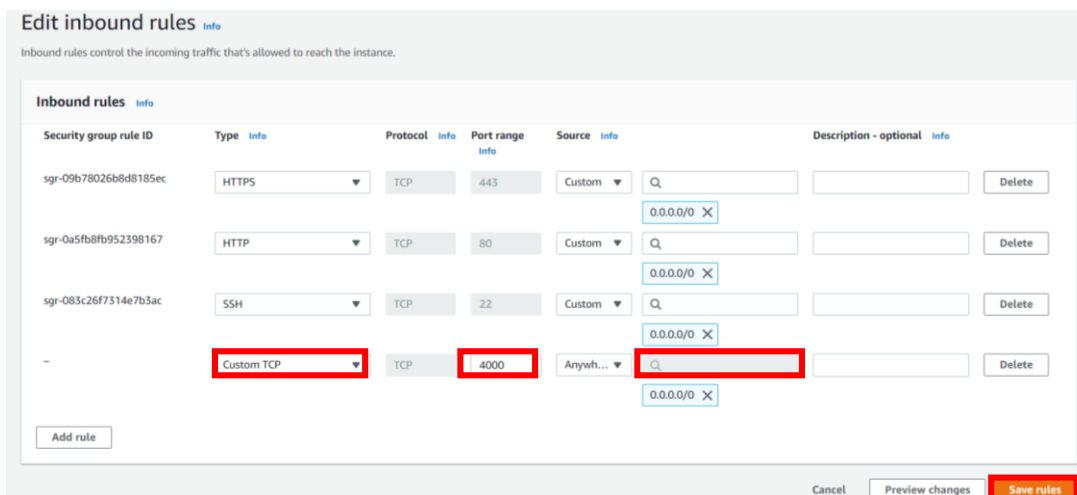 Edit inbound rules Info
Inbound rules control the incoming traffic that's allowed to reach the instance.
Inbound rules Info
Security group rule ID Type Info Protocol Info Port range Info Source Info Description - optional Info
sgr-09b78026b8d8185ec HTTPS TCP 443 Custom Delete
0.0.0.0/0
sgr-0a5fb8fb952398167 HTTP TCP 80 Custom Delete
0.0.0.0/0
sgr-083c26f7314e7b3ac SSH TCP 22 Custom Delete
0.0.0.0/0
– Custom TCP TCP 4000 Anywh... Delete
0.0.0.0/0
Add rule
Cancel Preview changes Save rules